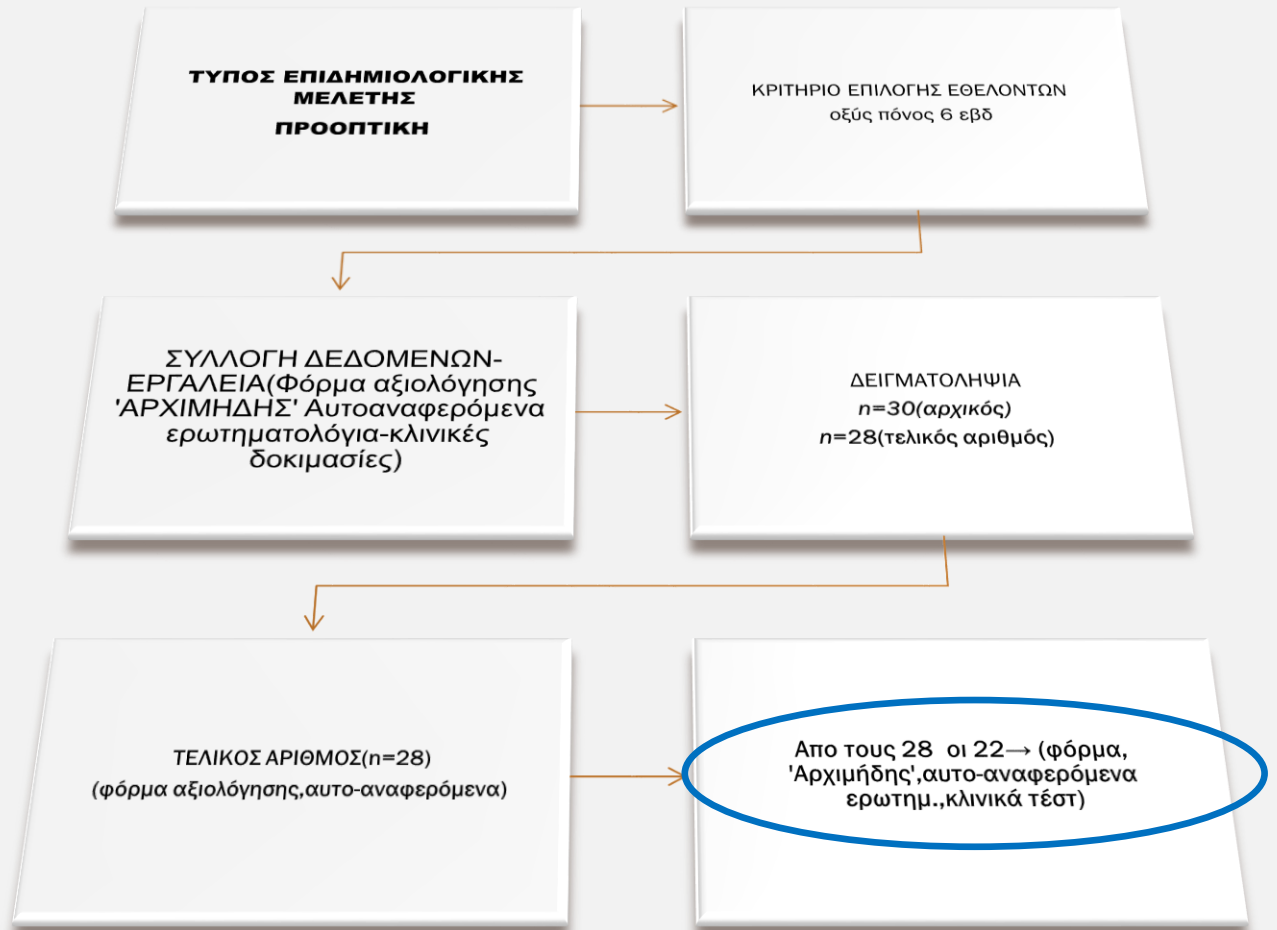 ΤΥΠΟΣ ΕΠΙΔΗΜΙΟΛΟΓΙΚΗΣ
ΜΕΛΕΤΗΣ
ΠΡΟΟΠΤΙΚΗ
ΚΡΙΤΗΡΙΟ ΕΠΙΛΟΓΗΣ ΕΘΕΛΟΝΤΩΝ
οξύς πόνος 6 εβδ
ΣΥΛΛΟΓΗ ΔΕΔΟΜΕΝΩΝ-
ΕΡΓΑΛΕΙΑ(Φόρμα αξιολόγησης
'ΑΡΧΙΜΗΔΗΣ' Αυτοαναφερόμενα
ερωτηματολόγια-κλινικές
δοκιμασίες)
ΔΕΙΓΜΑΤΟΛΗΨΙΑ
n=30(αρχικός)
n=28(τελικός αριθμός)
ΤΕΛΙΚΟΣ ΑΡΙΘΜΟΣ(n=28)
(φόρμα αξιολόγησης,αυτο-αναφερόμενα)
Απο τους 28 οι 22→ (φόρμα,
'Αρχιμήδης',αυτο-αναφερόμενα
ερωτημ.,κλινικά τέστ)